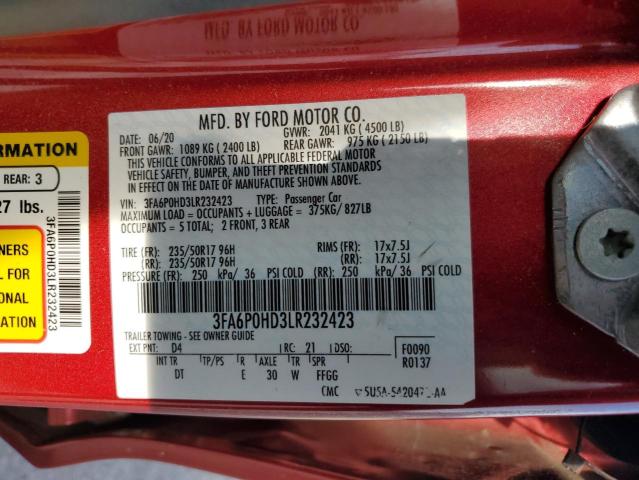 MFD. BY FORD MOTOR CO.
DATE: 06/20 GVWR: 2041 KG (4500 LB)
FRONT GAWR: 1089 KG (2400 LB) REAR GAWR: 975 KG (2150 LB)
THIS VEHICLE CONFORMS TO ALL APPLICABLE FEDERAL MOTOR
VEHICLE SAFETY, BUMPER, AND THEFT PREVENTION STANDARDS
IN EFFECT ON THE DATE OF MANUFACTURE SHOWN ABOVE.
VIN: 3FA6P0HD3LR232423 TYPE: Passenger Car
MAXIMUM LOAD = OCCUPANTS + LUGGAGE = 375KG/827LB
OCCUPANTS = 5 TOTAL; 2 FRONT, 3 REAR
TIRE (FR): 235/50R17 96H RIMS (FR): 17x7.5J
(RR): 235/50R17 96H (RR): 17x7.5J
PRESSURE (FR): 250 kPa/ 36 PSI COLD (RR): 250 kPa/ 36 PSI COLD
3FA6P0HD3LR232423
TRAILER TOWING - SEE OWNER GUIDE
EXT PNT: D4 RC: 21 DSO: F0090
INT TR TP/PS R AXLE TR SPR R0137
DT E 30 W FFGG
CMC
ORMATION
REAR: 3
27 lbs.
NERS
L FOR
ONAL
ATION
3FA6P0HD3LR232423
MFD. BY FORD MOTOR CO.